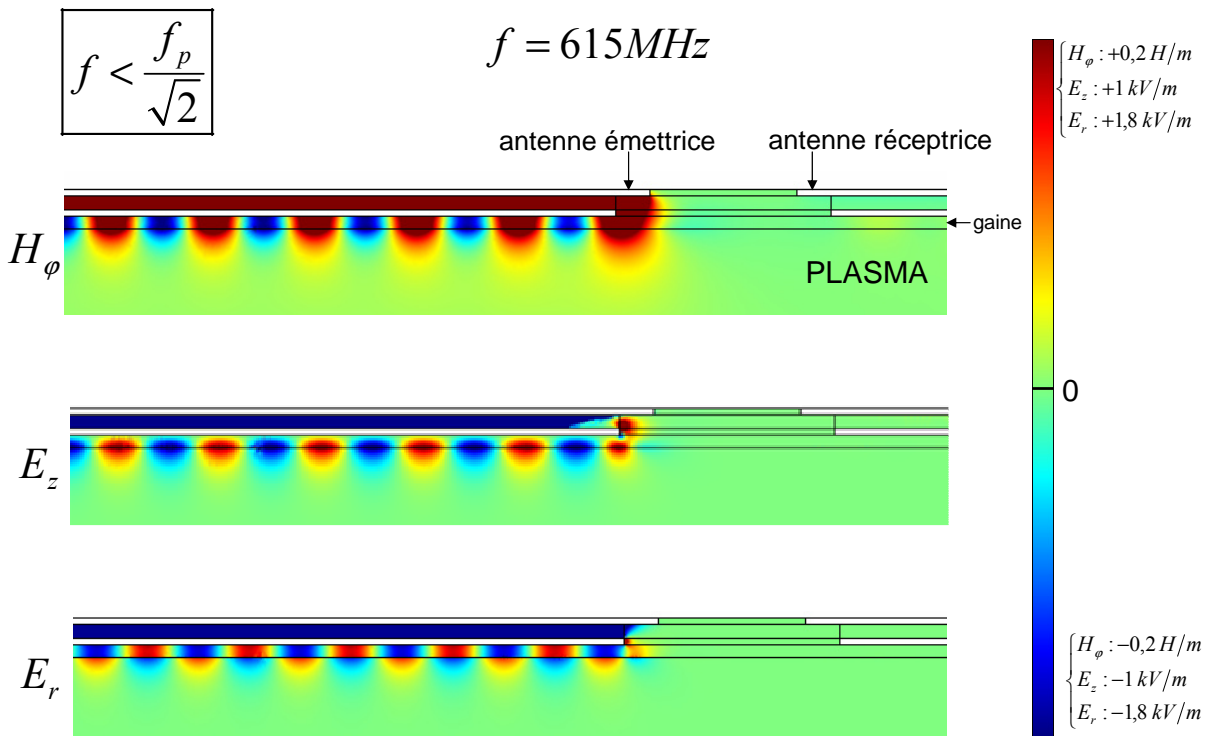 f < f_p / √2
f = 615MHz
H_φ : +0,2 H/m
E_z : +1 kV/m
E_r : +1,8 kV/m
antenne émettrice
antenne réceptrice
gaine
H_φ
PLASMA
0
E_z
E_r
H_φ : −0,2 H/m
E_z : −1 kV/m
E_r : −1,8 kV/m